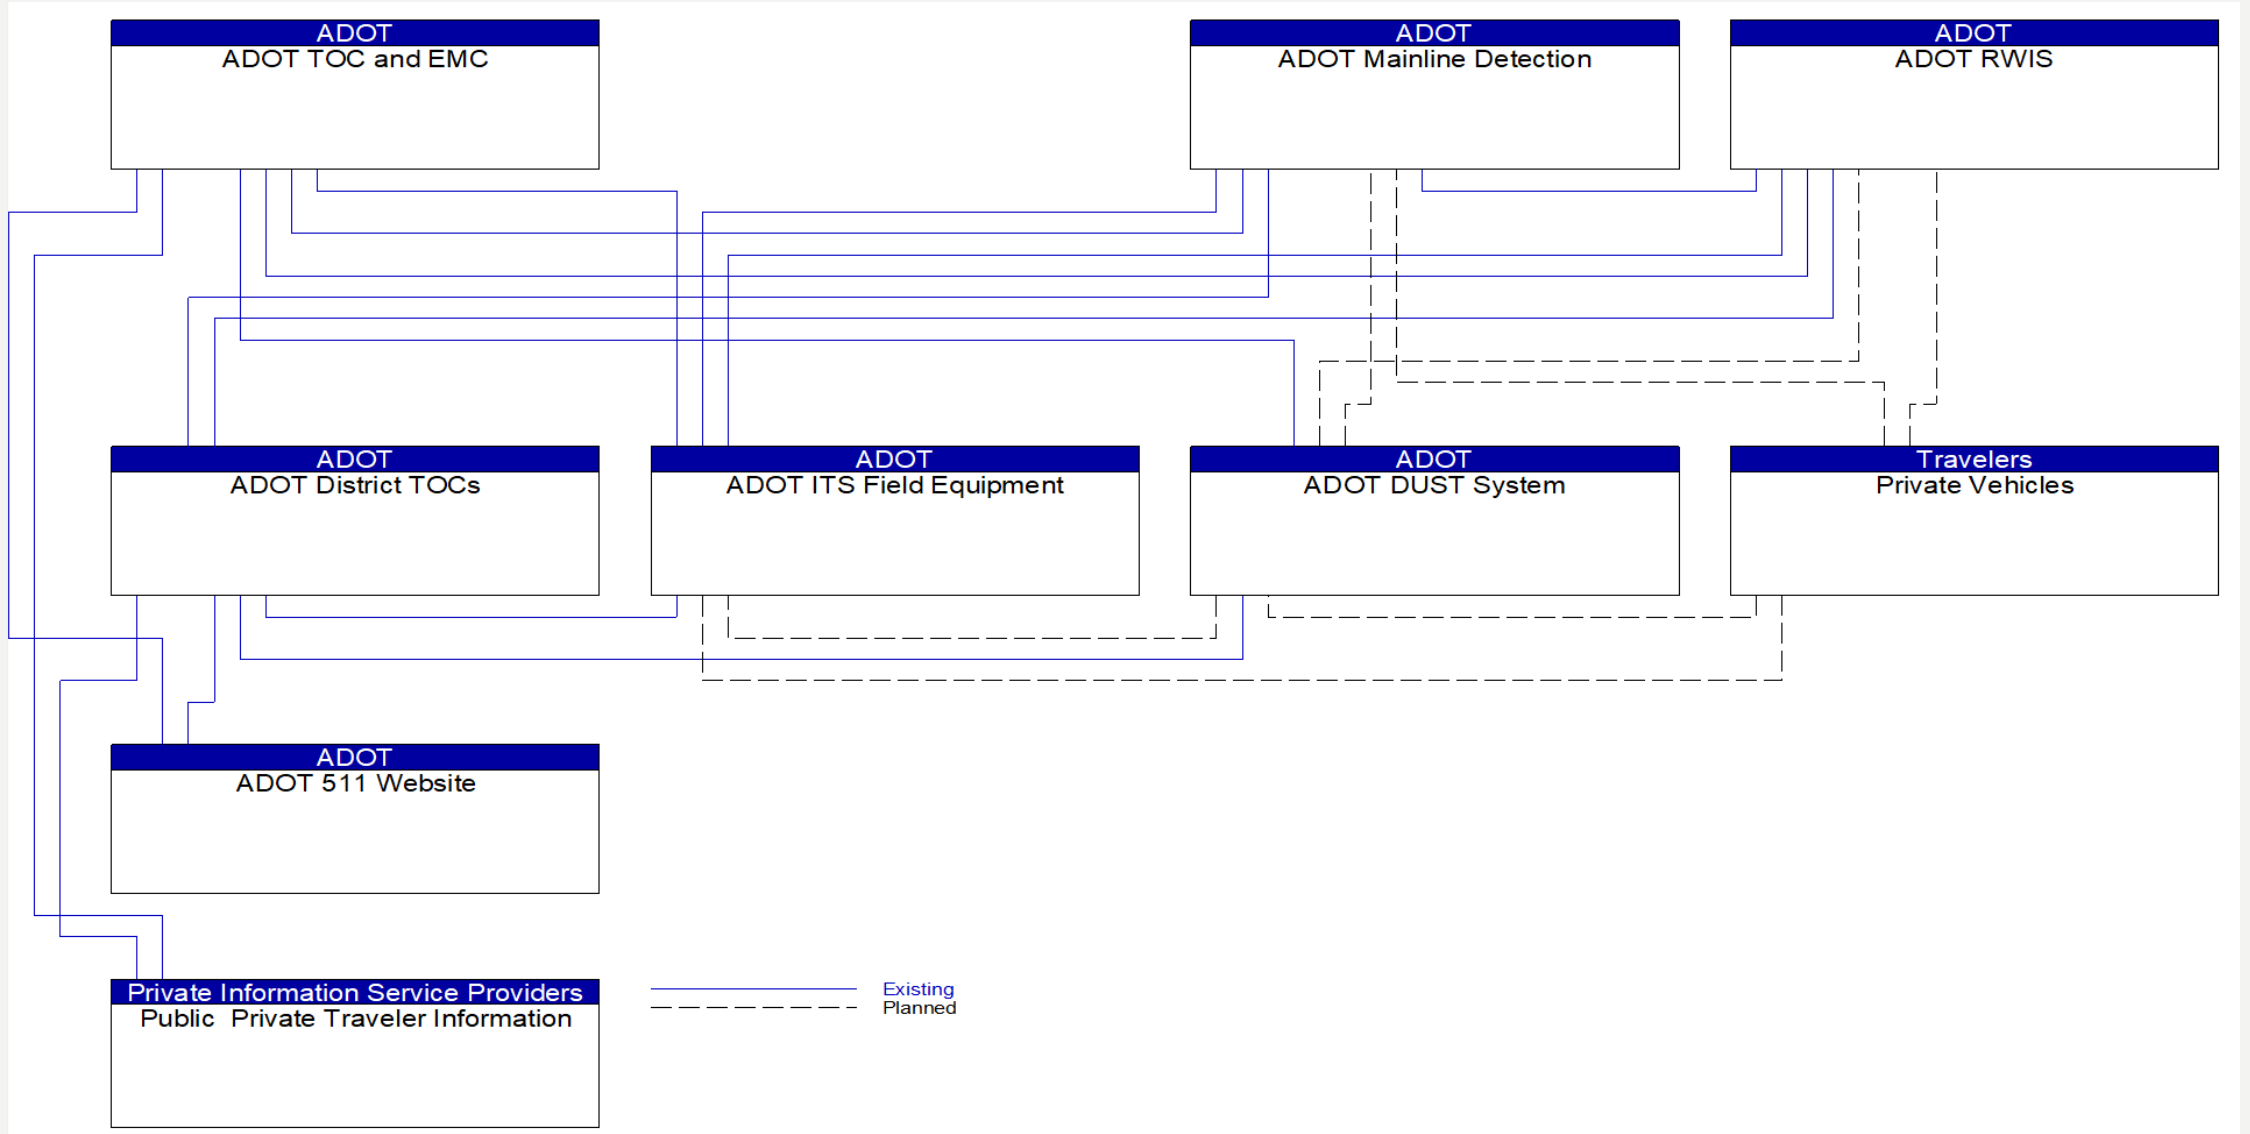 ADOT
ADOT TOC and EMC
ADOT
ADOT Mainline Detection
ADOT
ADOT RWIS
ADOT
ADOT District TOCs
ADOT
ADOT ITS Field Equipment
ADOT
ADOT DUST System
Travelers
Private Vehicles
ADOT
ADOT 511 Website
Private Information Service Providers
Public  Private Traveler Information
Existing
Planned